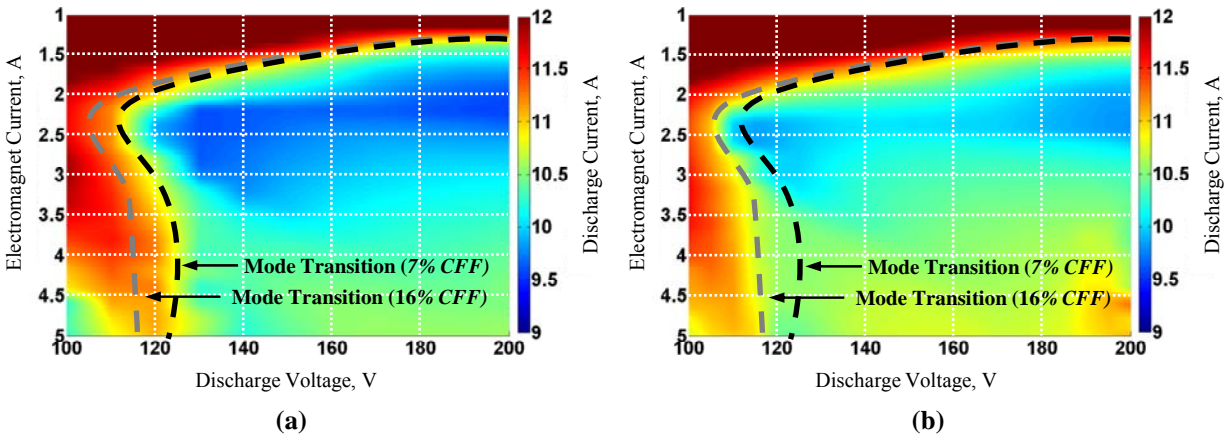 Electromagnet Current, A
1
1.5
2
2.5
3
3.5
4
4.5
5
100 120 140 160 180 200
Discharge Voltage, V
Mode Transition (7% CFF)
Mode Transition (16% CFF)
12
11.5
11
10.5
10
9.5
9
Discharge Current, A
(a)
Electromagnet Current, A
1
1.5
2
2.5
3
3.5
4
4.5
5
100 120 140 160 180 200
Discharge Voltage, V
Mode Transition (7% CFF)
Mode Transition (16% CFF)
12
11.5
11
10.5
10
9.5
9
Discharge Current, A
(b)